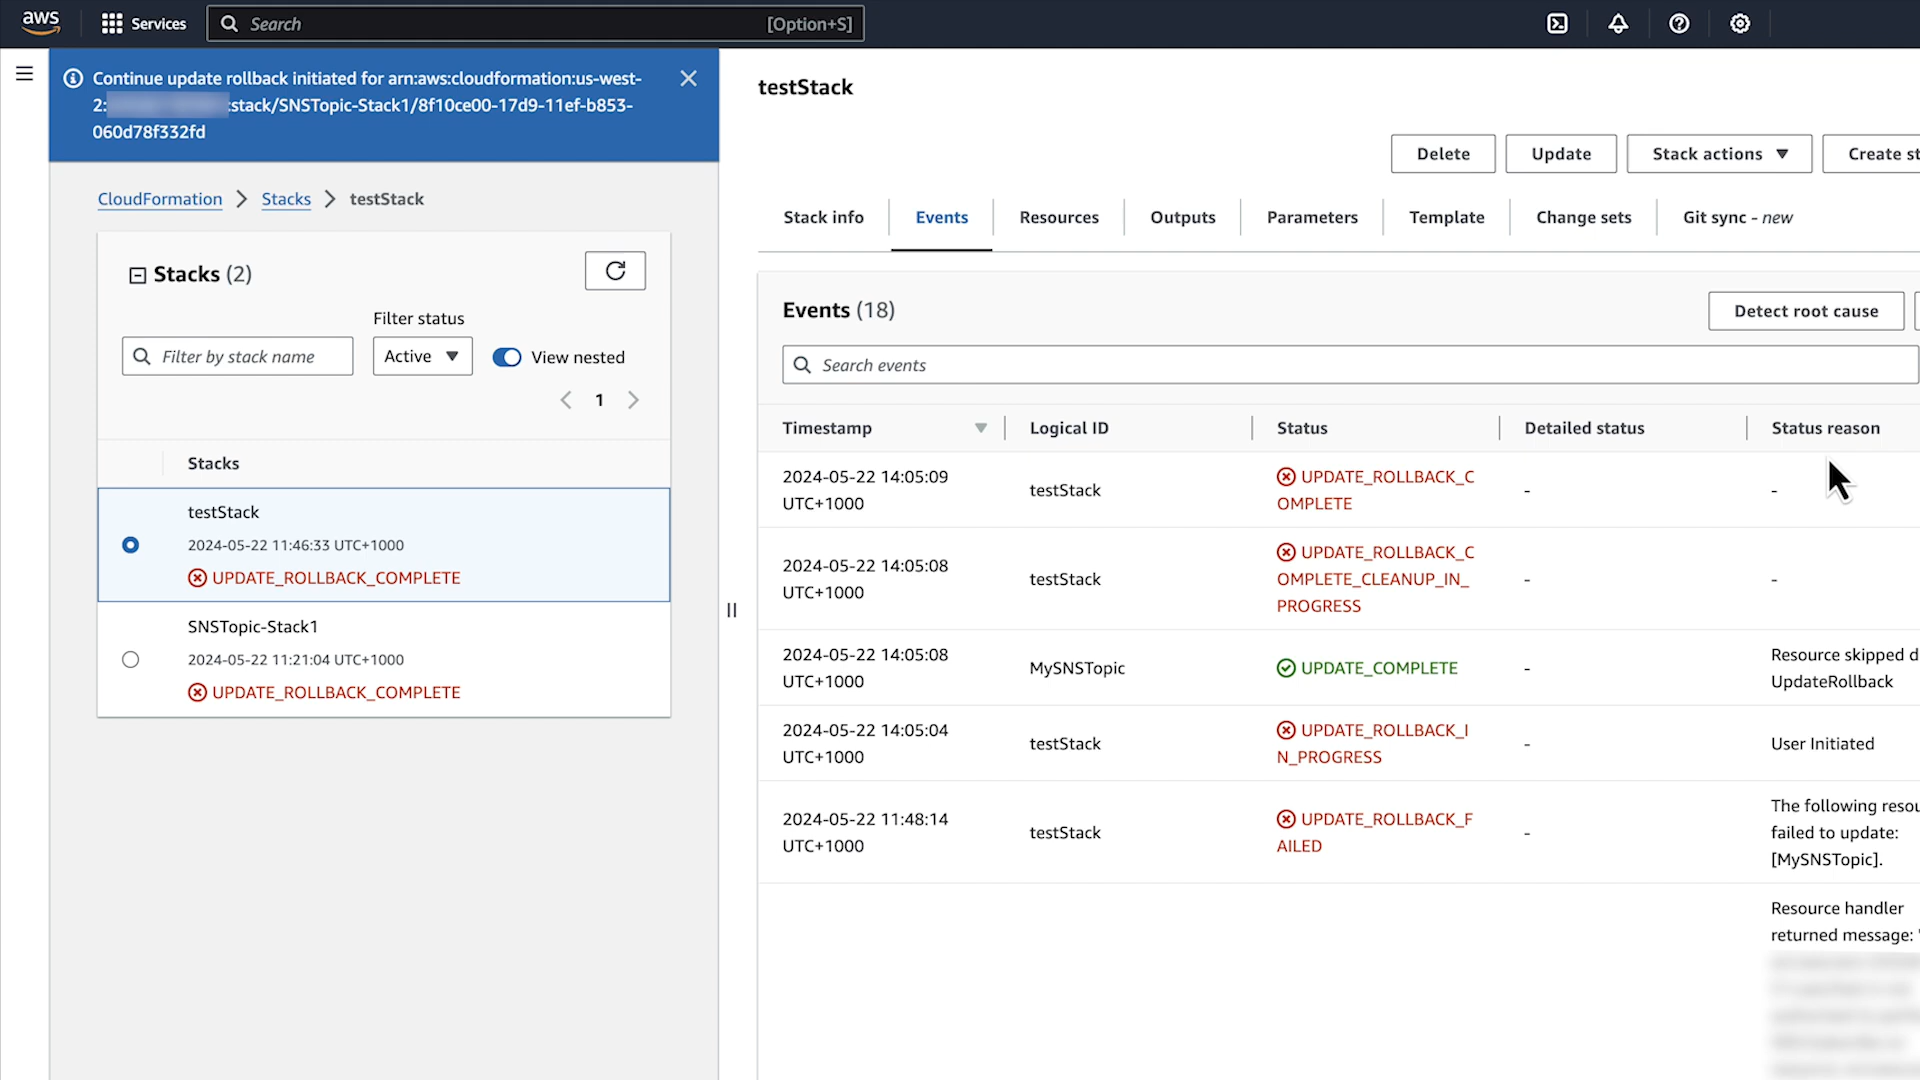 aws
Services
Search
[Option+S]
Continue update rollback initiated for arn:aws:cloudformation:us-west-
2: :stack/SNSTopic-Stack1/8f10ce00-17d9-11ef-b853-
060d78f332fd
CloudFormation
Stacks
testStack
Stacks (2)
Filter status
Filter by stack name
Active
View nested
1
Stacks
testStack
2024-05-22 11:46:33 UTC+1000
UPDATE_ROLLBACK_COMPLETE
SNSTopic-Stack1
2024-05-22 11:21:04 UTC+1000
UPDATE_ROLLBACK_COMPLETE
testStack
Delete
Update
Stack actions
Create st
Stack info
Events
Resources
Outputs
Parameters
Template
Change sets
Git sync - new
Events (18)
Detect root cause
Search events
Timestamp
Logical ID
Status
Detailed status
Status reason
2024-05-22 14:05:09
UTC+1000
testStack
UPDATE_ROLLBACK_C
OMPLETE
-
-
2024-05-22 14:05:08
UTC+1000
testStack
UPDATE_ROLLBACK_C
OMPLETE_CLEANUP_IN_
PROGRESS
-
-
2024-05-22 14:05:08
UTC+1000
MySNSTopic
UPDATE_COMPLETE
-
Resource skipped d
UpdateRollback
2024-05-22 14:05:04
UTC+1000
testStack
UPDATE_ROLLBACK_I
N_PROGRESS
-
User Initiated
2024-05-22 11:48:14
UTC+1000
testStack
UPDATE_ROLLBACK_F
AILED
-
The following resou
failed to update:
[MySNSTopic].
Resource handler
returned message: "